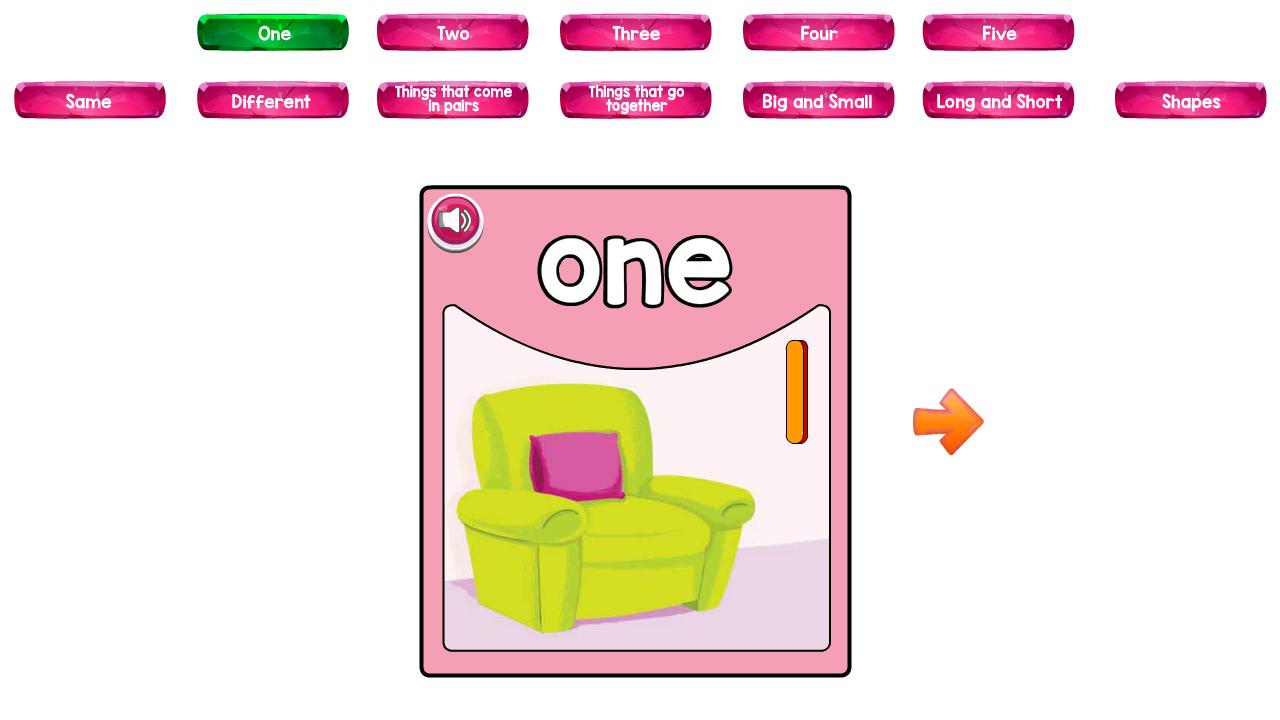 One
Two
Three
Four
Five
Same
Different
Things that come
in pairs
Things that go
together
Big and Small
Long and Short
Shapes
one
1